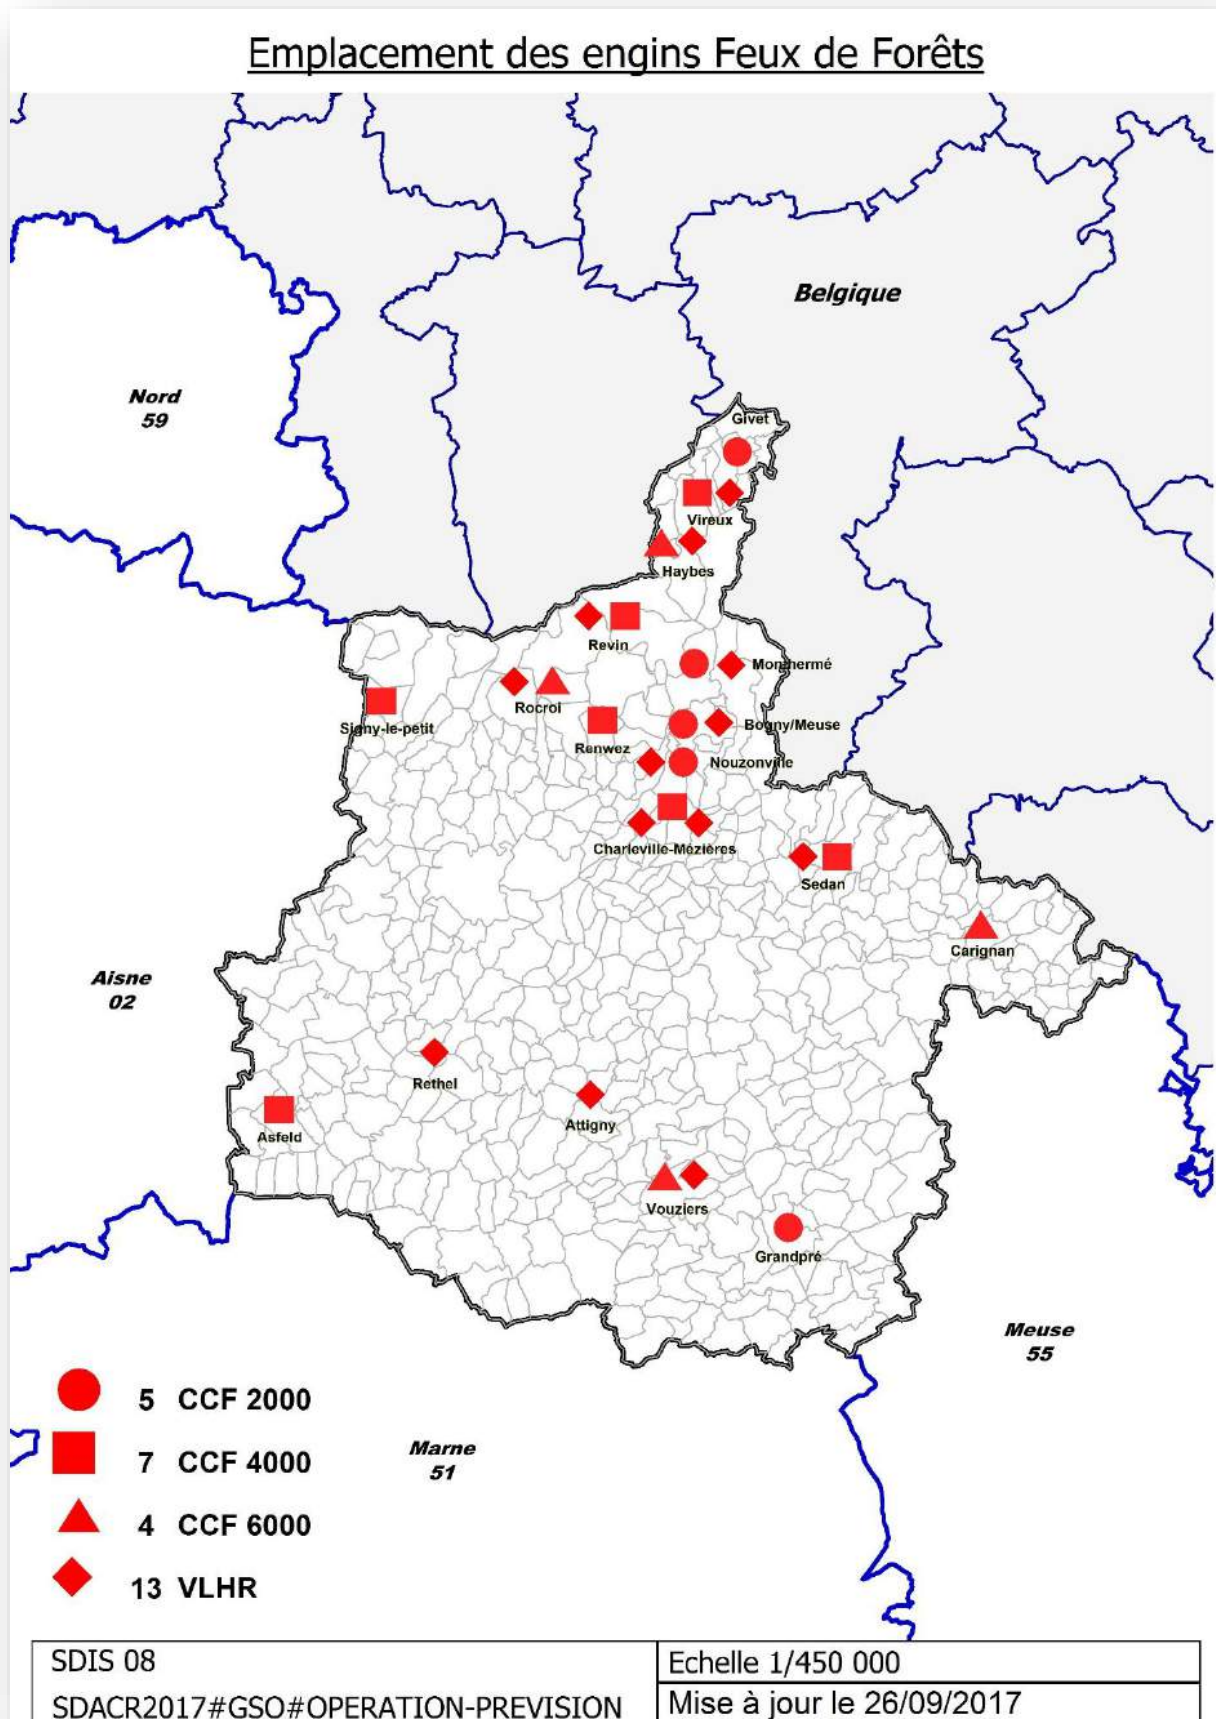 Emplacement des engins Feux de Forêts
Belgique
Nord
59
Givet
Vireux
Haybes
Revin
Monthermé
Rocroi
Signy-le-petit
Renwez
Bogny/Meuse
Nouzonville
Charleville-Mézières
Sedan
Carignan
Aisne
02
Rethel
Attigny
Asfeld
Vouziers
Grandpré
Meuse
55
5 CCF 2000
7 CCF 4000
Marne
51
4 CCF 6000
13 VLHR
SDIS 08
Echelle 1/450 000
SDACR2017#GSO#OPERATION-PREVISION
Mise à jour le 26/09/2017